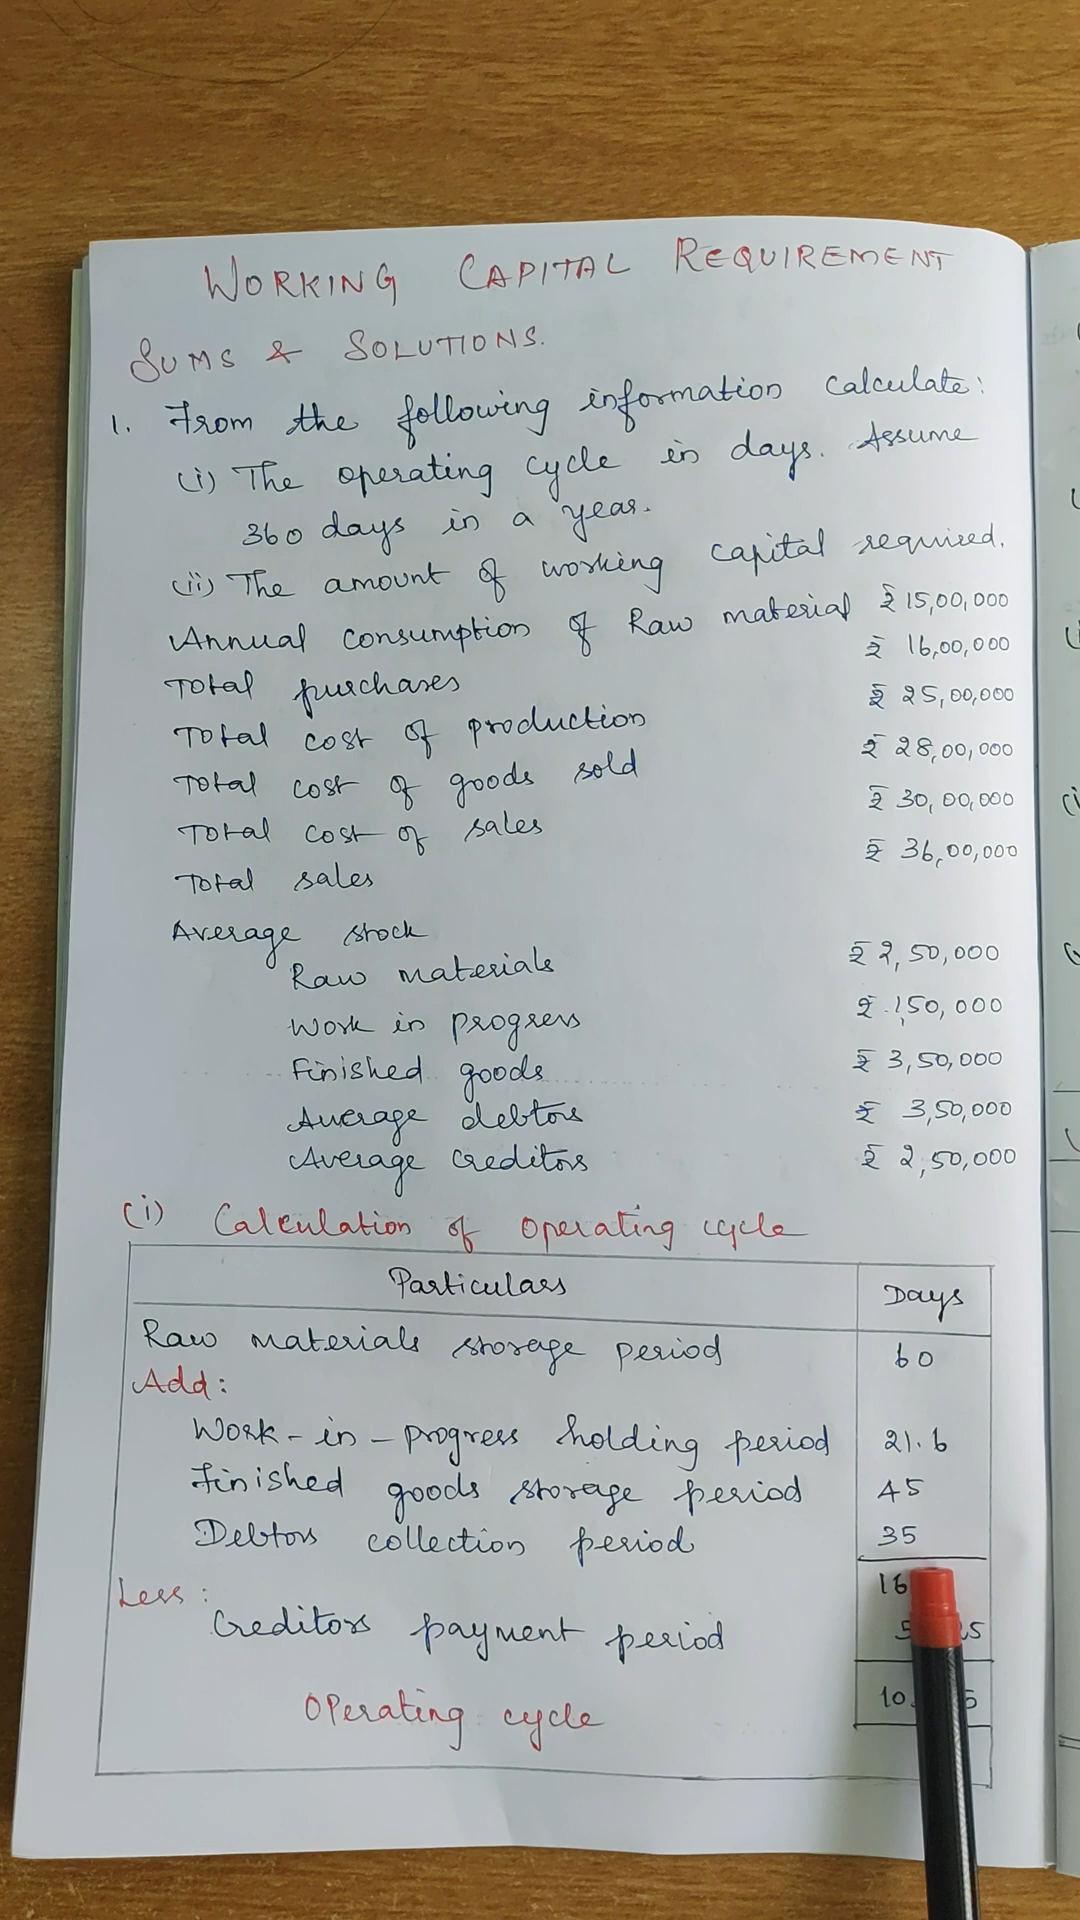 WORKING CAPITAL REQUIREMENT
SUMS & SOLUTIONS.
1. From the following information calculate:
(i) The operating cycle in days. Assume
360 days in a year.
(ii) The amount of working capital required.
Annual consumption of Raw material ₹ 15,00,000
Total purchases ₹ 16,00,000
Total cost of production ₹ 25,00,000
Total cost of goods sold ₹ 28,00,000
Total cost of sales ₹ 30,00,000
Total sales ₹ 36,00,000
Average stock
Raw materials ₹ 2,50,000
Work in progress ₹ 1,50,000
Finished goods ₹ 3,50,000
Average debtors ₹ 3,50,000
Average creditors ₹ 2,50,000
(i) Calculation of operating cycle
Particulars Days
Raw materials storage period 60
Add:
Work-in-progress holding period 21.6
Finished goods storage period 45
Debtors collection period 35
Less:
Creditors payment period
Operating cycle